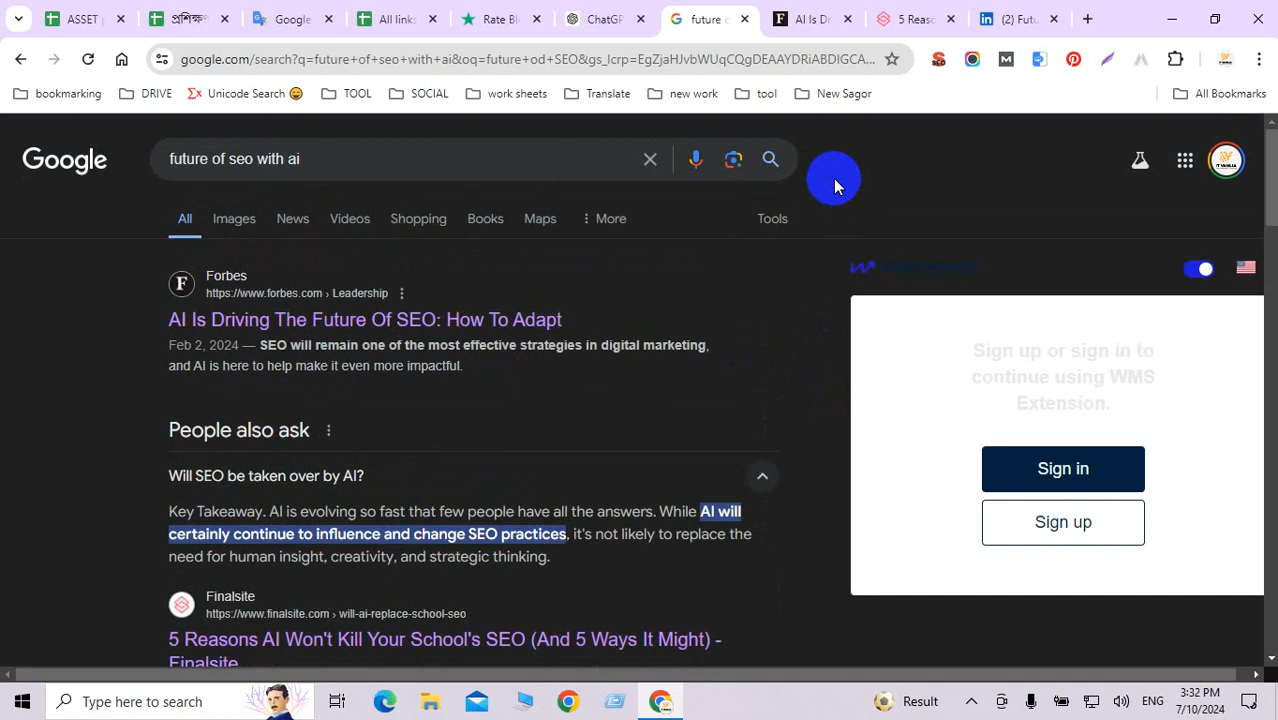 ASSET
প্রশিক্ষ
Google
All links
Rate Bl
ChatGP
future o
AI Is Dr
5 Reaso
(2) Futu
google.com/search?q=future+of+seo+with+ai&oq=future+od+SEO&gs_lcrp=EgZjaHJvbWUqCQgDEAAYDRiABDIGCA...
bookmarking
DRIVE
Unicode Search
TOOL
SOCIAL
work sheets
Translate
new work
tool
New Sagor
All Bookmarks
Google
future of seo with ai
IT VANILLA
All
Images
News
Videos
Shopping
Books
Maps
More
Tools
Forbes
https://www.forbes.com › Leadership
AI Is Driving The Future Of SEO: How To Adapt
Feb 2, 2024 — SEO will remain one of the most effective strategies in digital marketing,
and AI is here to help make it even more impactful.
Sign up or sign in to
continue using WMS
Extension.
Sign in
Sign up
People also ask
Will SEO be taken over by AI?
Key Takeaway. AI is evolving so fast that few people have all the answers. While AI will
certainly continue to influence and change SEO practices, it's not likely to replace the
need for human insight, creativity, and strategic thinking.
Finalsite
https://www.finalsite.com › will-ai-replace-school-seo
5 Reasons AI Won't Kill Your School's SEO (And 5 Ways It Might) -
Finalsite
Type here to search
Result
ENG
3:32 PM
7/10/2024